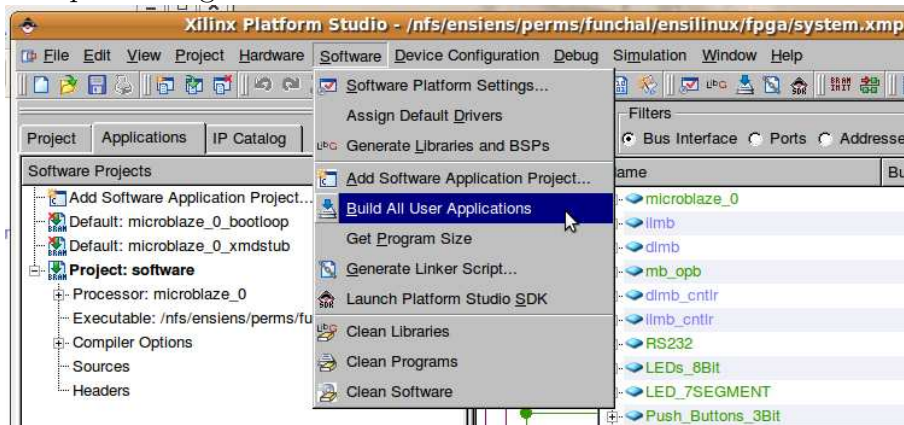 Xilinx Platform Studio - /nfs/ensiens/perms/funchal/ensilinux/fpga/system.xmp
File Edit View Project Hardware Software Device Configuration Debug Simulation Window Help
Software Platform Settings...
Assign Default Drivers
Generate Libraries and BSPs
Add Software Application Project...
Build All User Applications
Get Program Size
Generate Linker Script...
Launch Platform Studio SDK
Clean Libraries
Clean Programs
Clean Software
Project Applications IP Catalog
Software Projects
Add Software Application Project...
Default: microblaze_0_bootloop
Default: microblaze_0_xmdstub
Project: software
Processor: microblaze_0
Executable: /nfs/ensiens/perms/fu
Compiler Options
Sources
Headers
Filters
Bus Interface Ports Addresse
ame Bu
microblaze_0
ilmb
dlmb
mb_opb
dlmb_cntlr
ilmb_cntlr
RS232
LEDs_8Bit
LED_7SEGMENT
Push_Buttons_3Bit